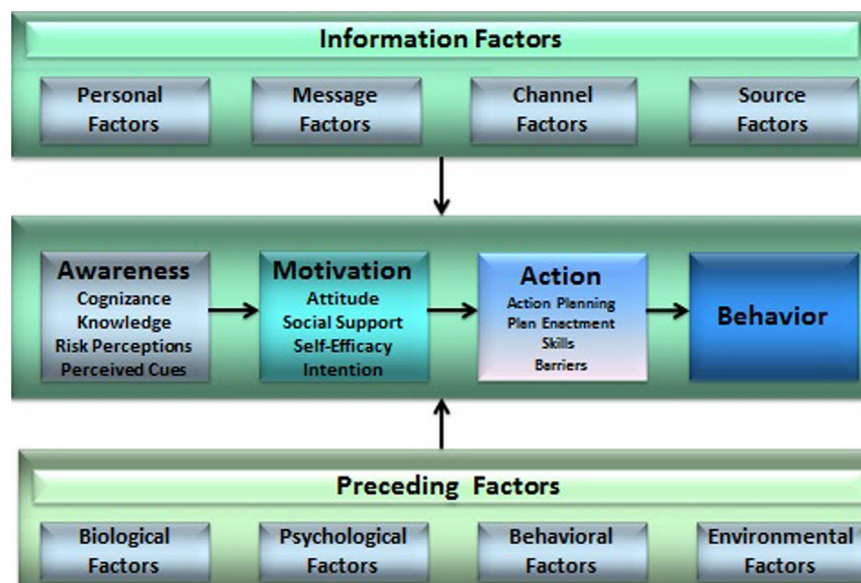 Information Factors
Personal
Factors
Message
Factors
Channel
Factors
Source
Factors
Awareness
Cognizance
Knowledge
Risk Perceptions
Perceived Cues
Motivation
Attitude
Social Support
Self-Efficacy
Intention
Action
Action Planning
Plan Enactment
Skills
Barriers
Behavior
Preceding Factors
Biological
Factors
Psychological
Factors
Behavioral
Factors
Environmental
Factors